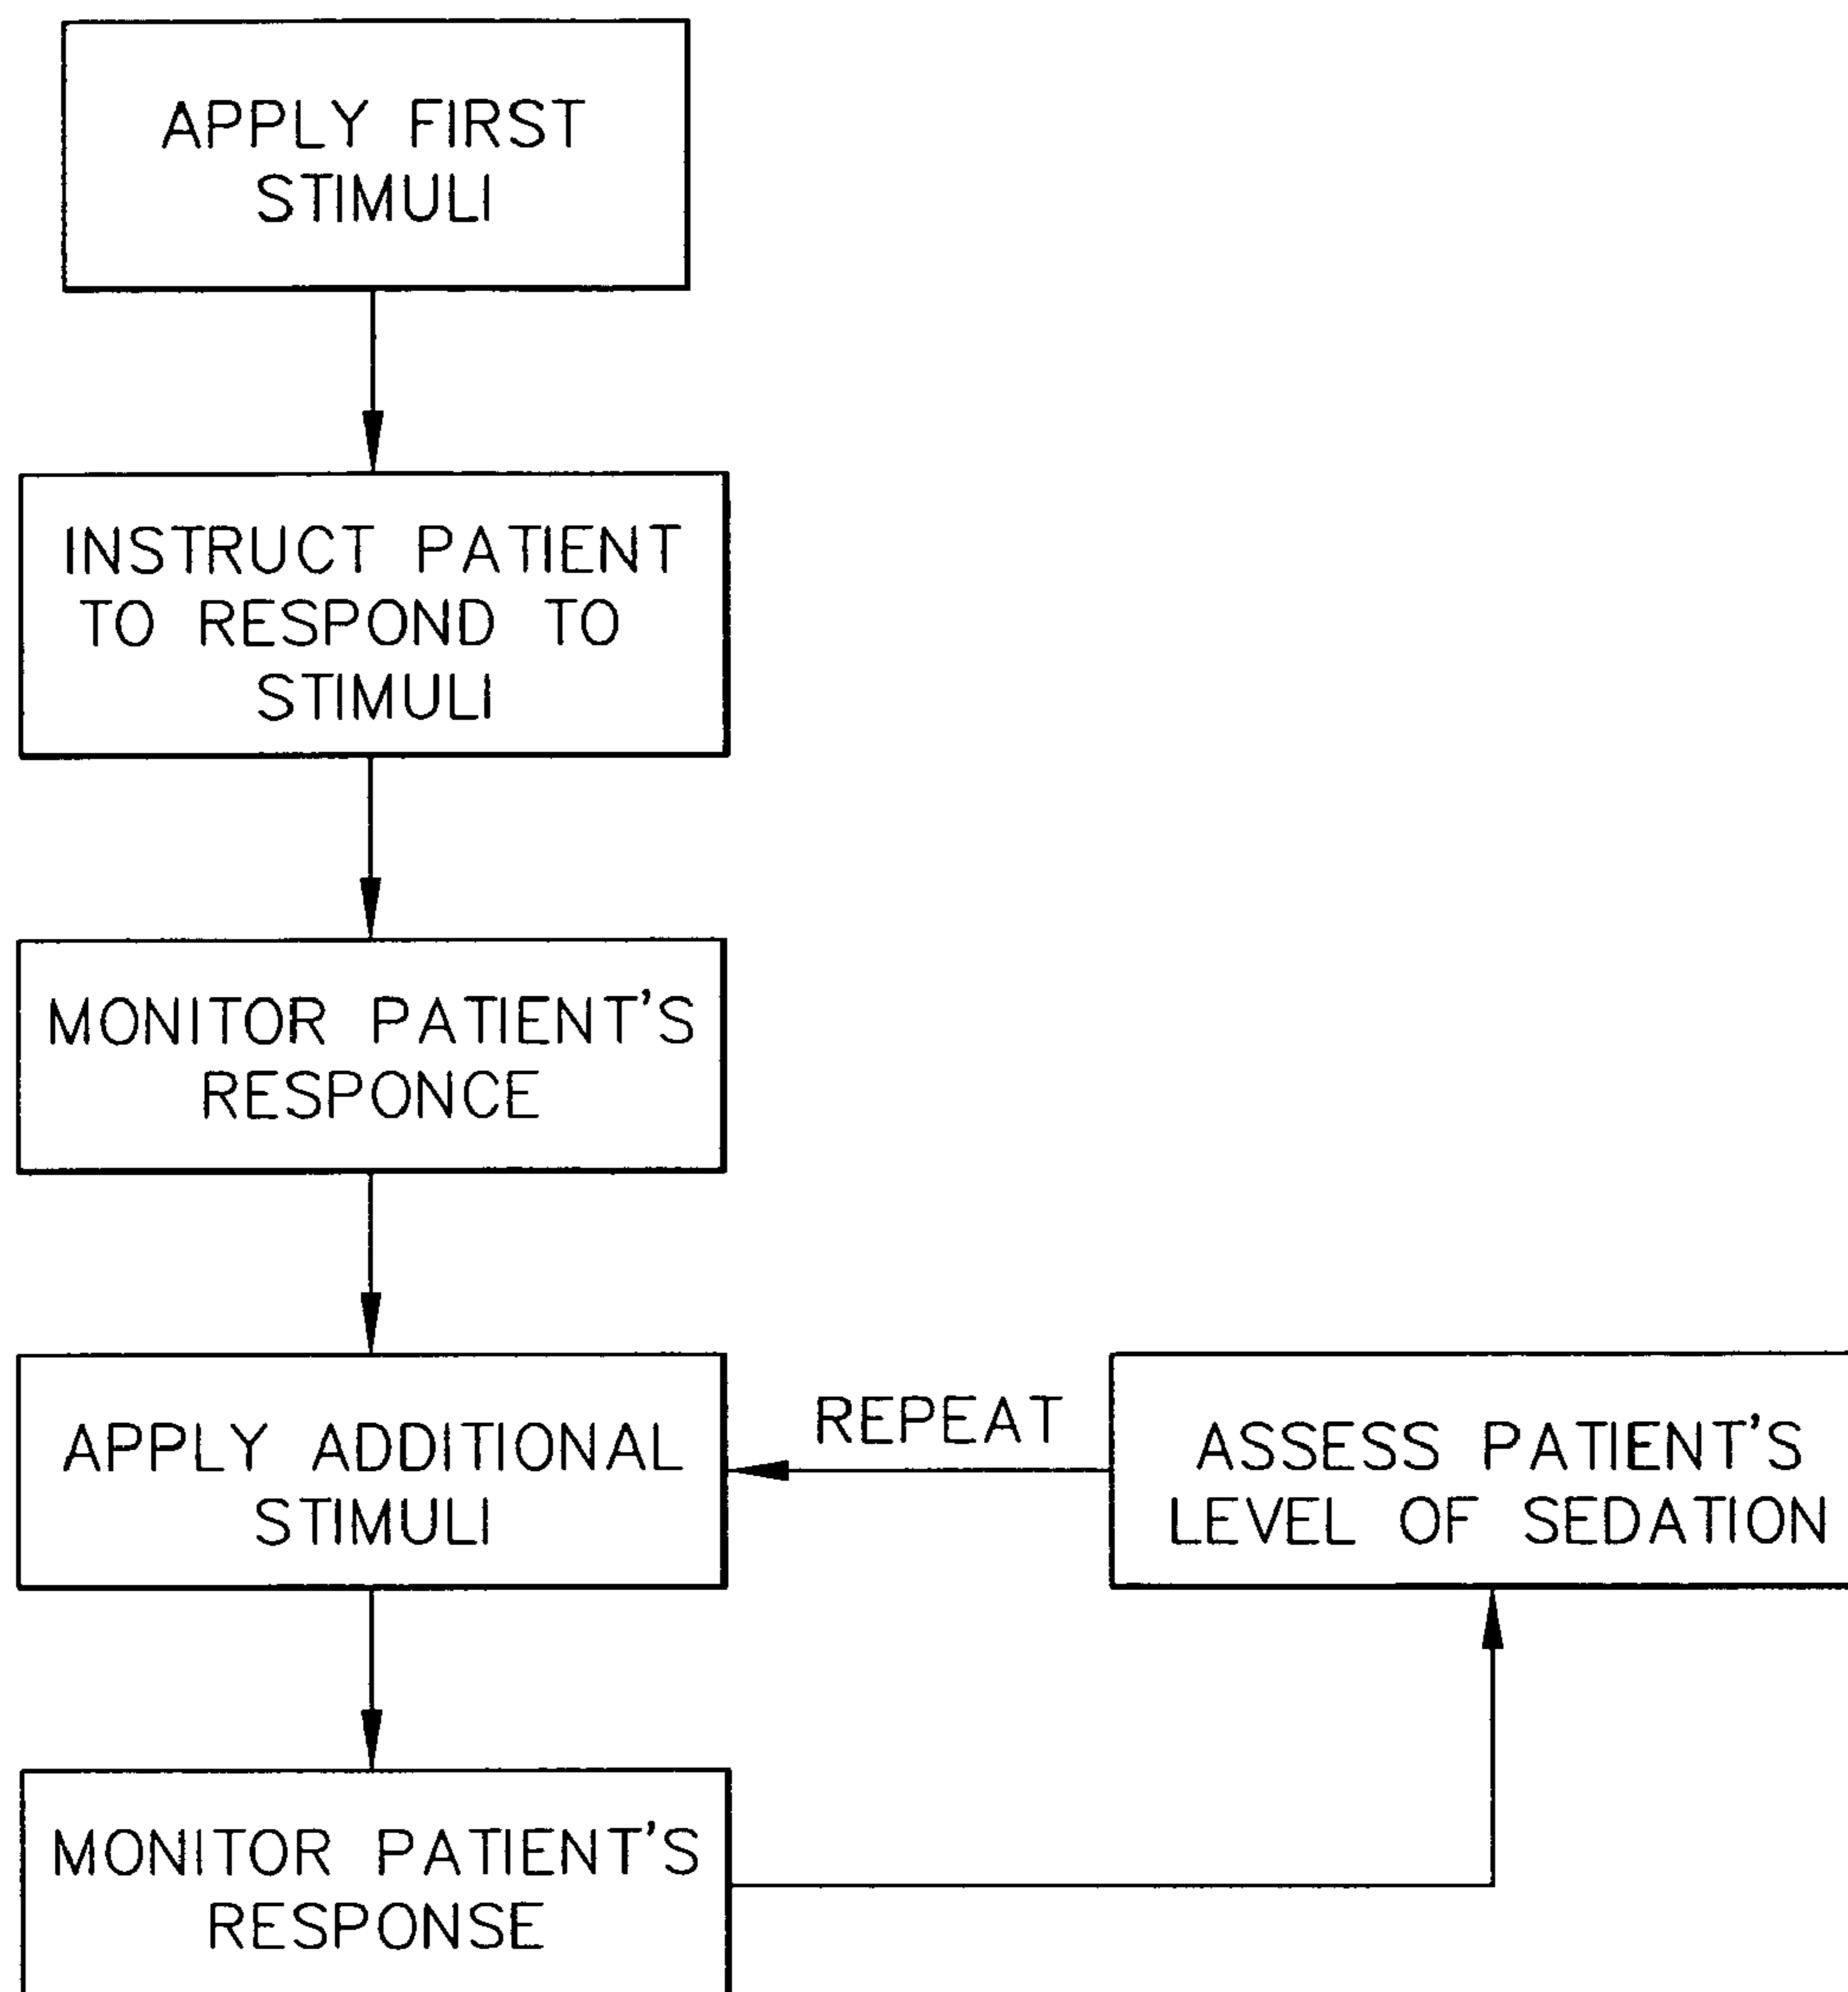 APPLY FIRST
STIMULI
INSTRUCT PATIENT
TO RESPOND TO
STIMULI
MONITOR PATIENT'S
RESPONCE
APPLY ADDITIONAL
STIMULI
REPEAT
ASSESS PATIENT'S
LEVEL OF SEDATION
MONITOR PATIENT'S
RESPONSE